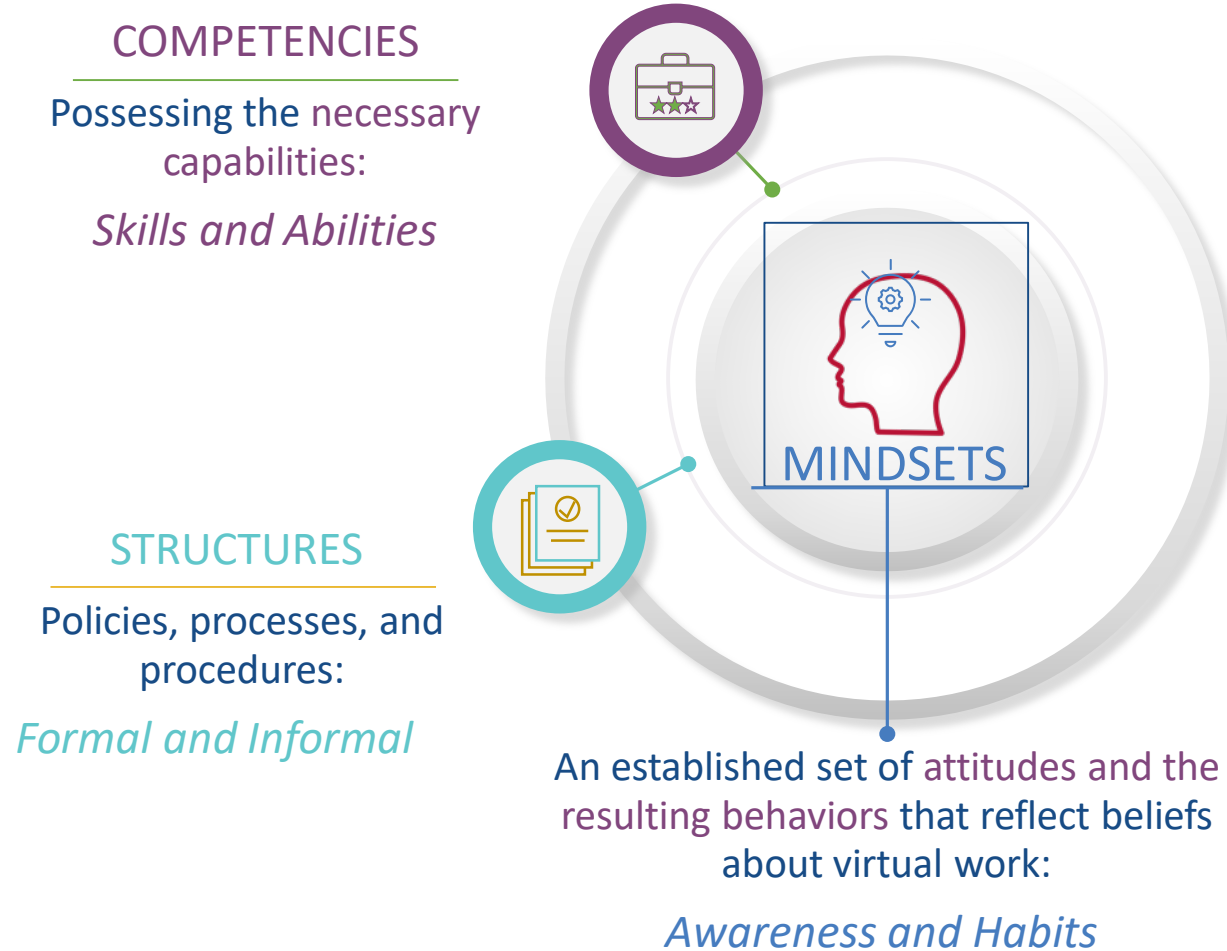 COMPETENCIES
Possessing the necessary
capabilities:
Skills and Abilities
MINDSETS
STRUCTURES
Policies, processes, and
procedures:
Formal and Informal
An established set of attitudes and the
resulting behaviors that reflect beliefs
about virtual work:
Awareness and Habits